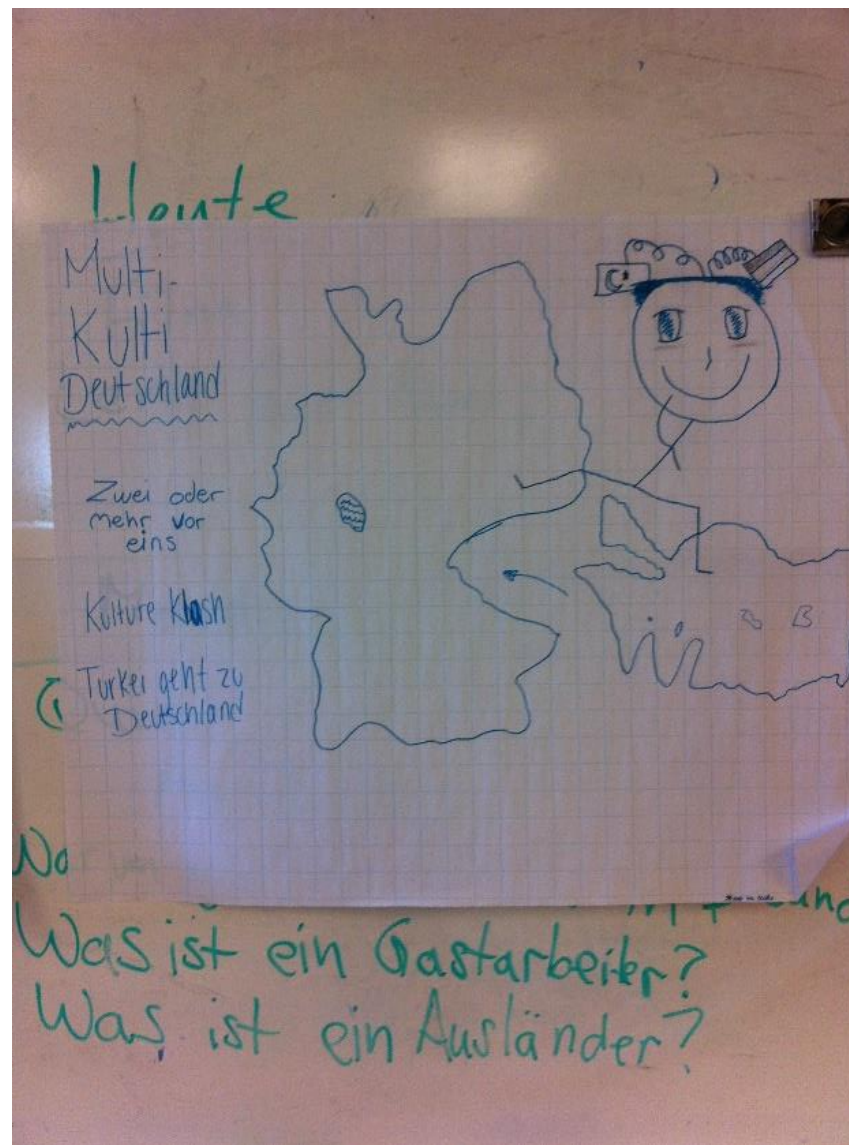 Heute
Multi-
Kulti
Deutschland
Zwei oder
mehr vor
eins
Kulture Klash
Turkei geht zu
Deutschland
Was ist ein Gastarbeiter?
Was ist ein Ausländer?